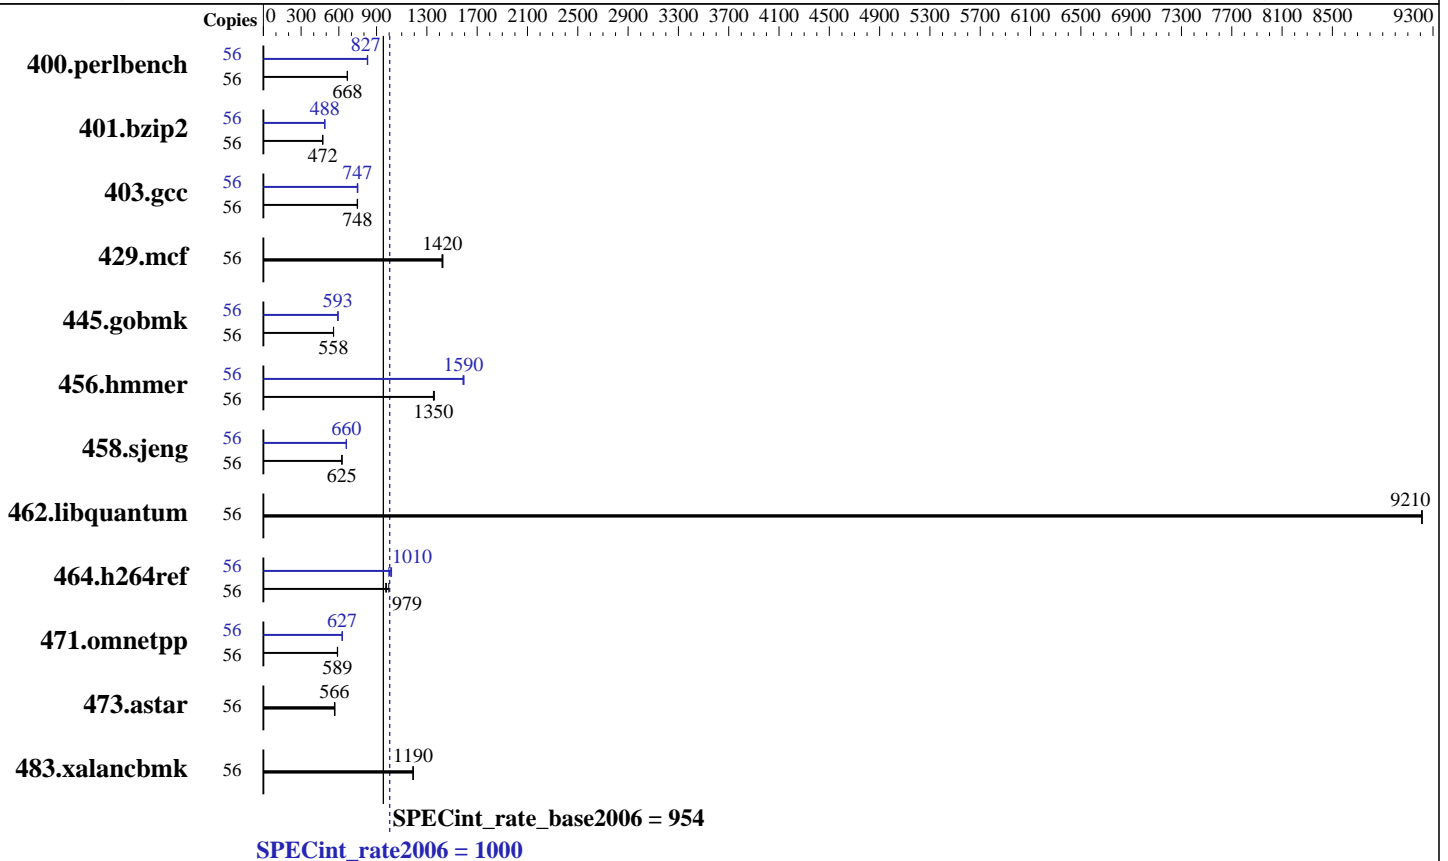 Copies 0 300 600 900 1300 1700 2100 2500 2900 3300 3700 4100 4500 4900 5300 5700 6100 6500 6900 7300 7700 8100 8500 9300
400.perlbench 56 827
56 668
401.bzip2 56 488
56 472
403.gcc 56 747
56 748
429.mcf 56 1420
445.gobmk 56 593
56 558
456.hmmer 56 1590
56 1350
458.sjeng 56 660
56 625
462.libquantum 56 9210
464.h264ref 56 1010
56 979
471.omnetpp 56 627
56 589
473.astar 56 566
483.xalancbmk 56 1190
SPECint_rate_base2006 = 954
SPECint_rate2006 = 1000